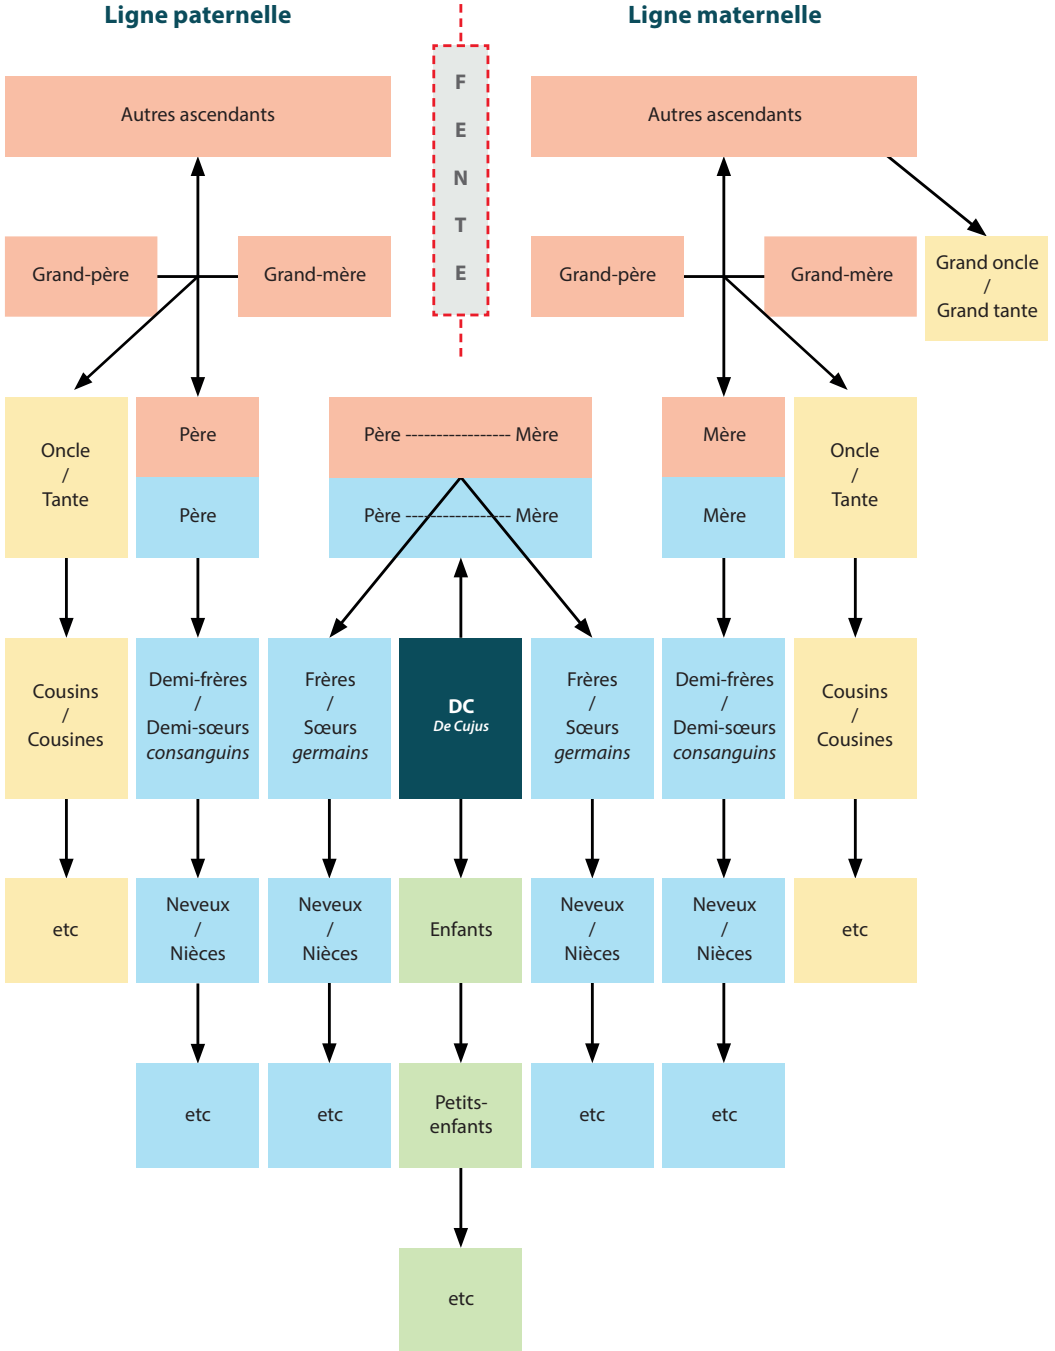 Ligne paternelle
Ligne maternelle
F
E
N
T
E
Autres ascendants
Autres ascendants
Grand-père
Grand-mère
Grand-père
Grand-mère
Grand oncle
/
Grand tante
Oncle
/
Tante
Père
Père
Père ----------------- Mère
Père ----------------- Mère
Mère
Mère
Oncle
/
Tante
Cousins
/
Cousines
Demi-frères
/
Demi-sœurs
consanguins
Frères
/
Sœurs
germains
DC
De Cujus
Frères
/
Sœurs
germains
Demi-frères
/
Demi-sœurs
consanguins
Cousins
/
Cousines
etc
Neveux
/
Nièces
Neveux
/
Nièces
Enfants
Neveux
/
Nièces
Neveux
/
Nièces
etc
etc
etc
Petits-
enfants
etc
etc
etc